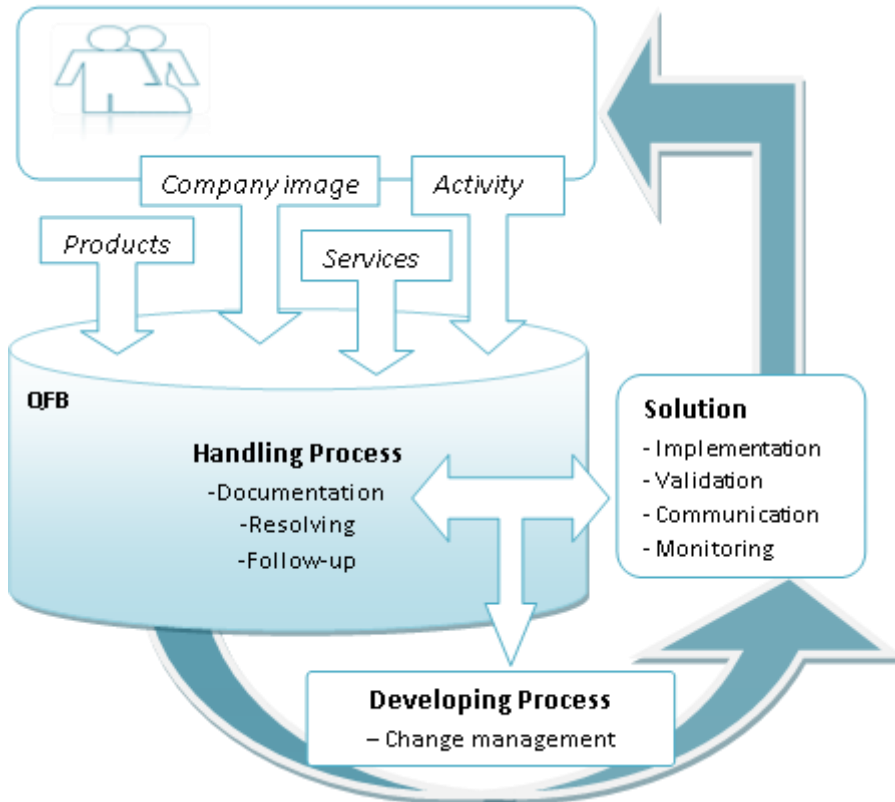 Company image
Activity
Products
Services
QFB
Handling Process
-Documentation
-Resolving
-Follow-up
Solution
- Implementation
- Validation
- Communication
- Monitoring
Developing Process
– Change management